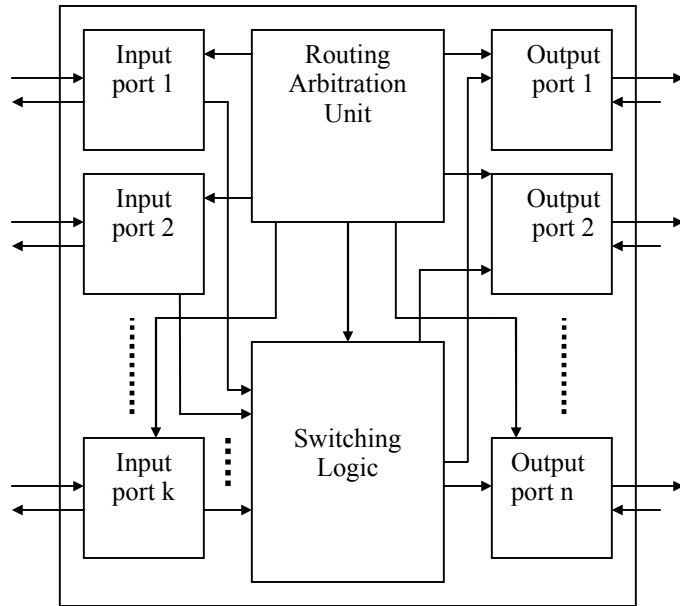 Input
port 1
Routing
Arbitration
Unit
Output
port 1
Input
port 2
Output
port 2
Input
port k
Switching
Logic
Output
port n